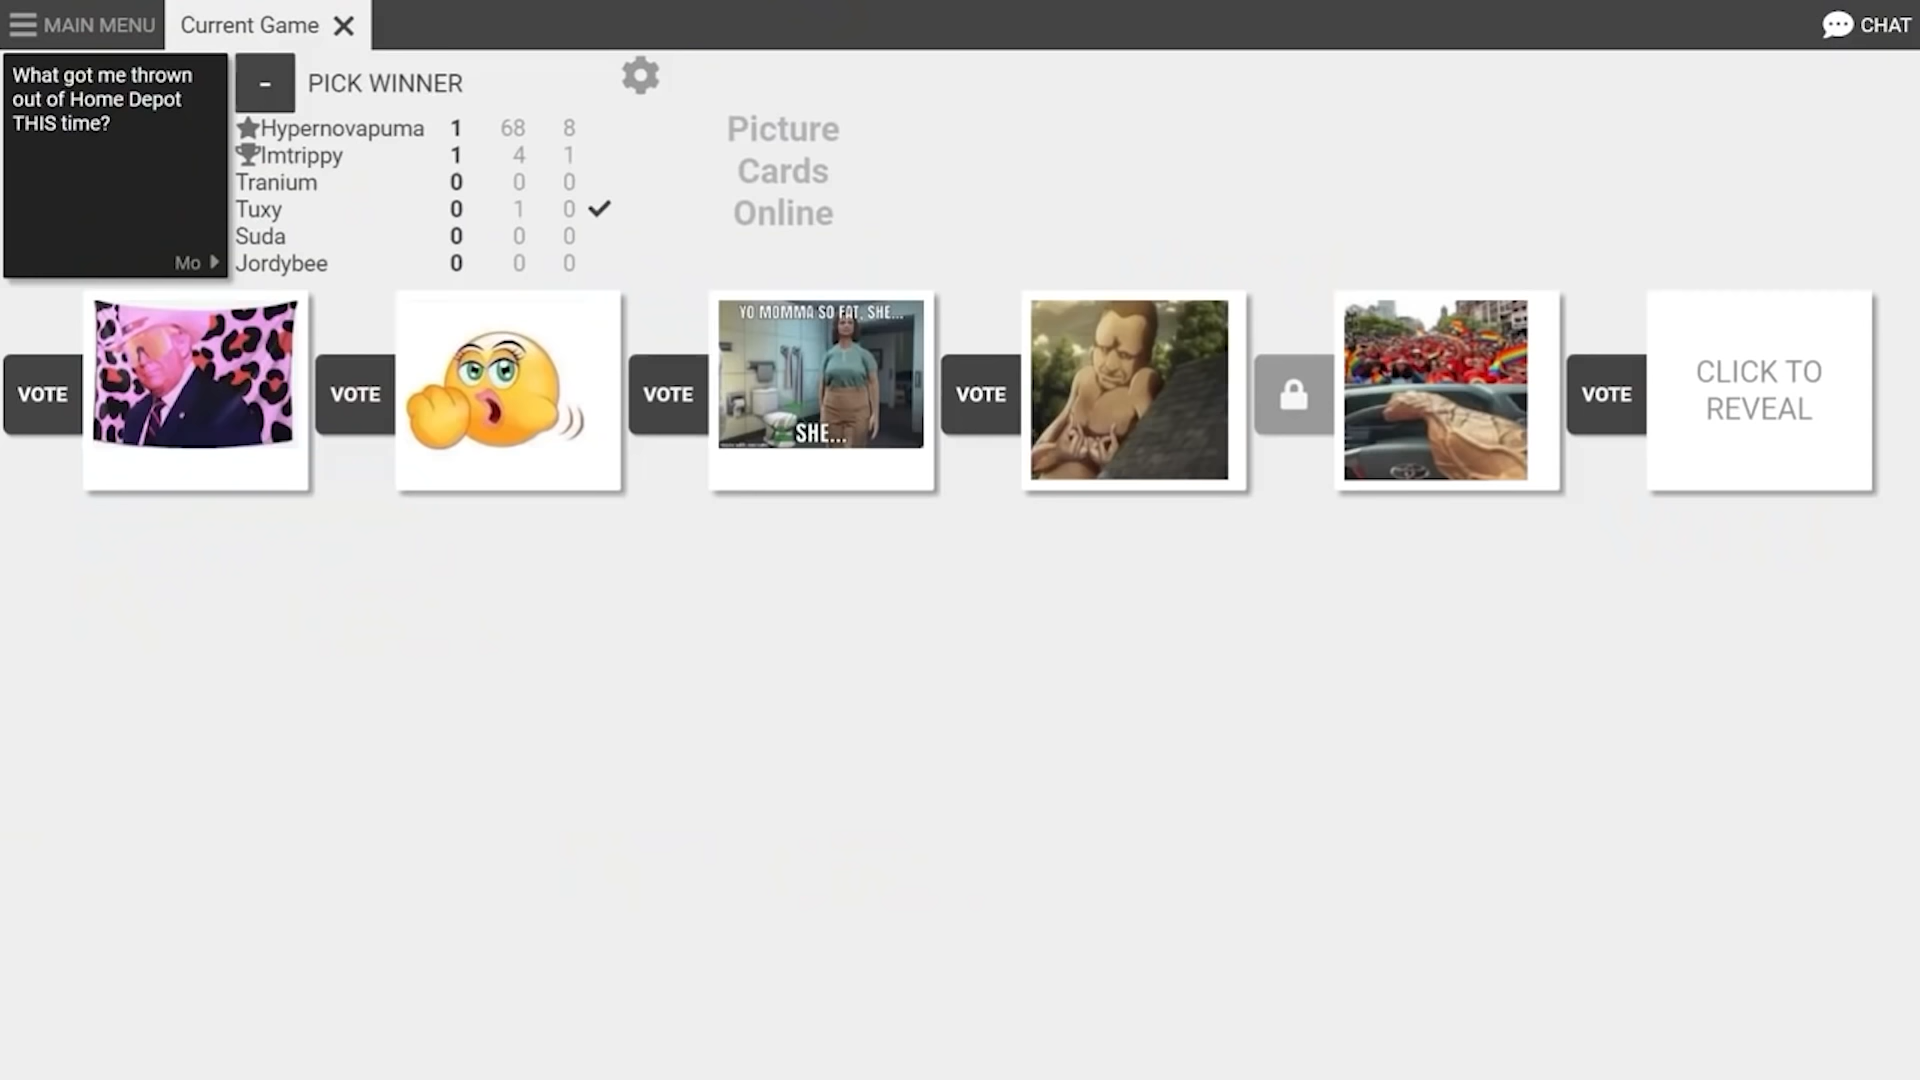 MAIN MENU
Current Game
CHAT
What got me thrown
out of Home Depot
THIS time?
Mo
-
PICK WINNER
Hypernovapuma 1 68 8
Imtrippy 1 4 1
Tranium 0 0 0
Tuxy 0 1 0
Suda 0 0 0
Jordybee 0 0 0
Picture
Cards
Online
VOTE
VOTE
VOTE
YO MOMMA SO FAT, SHE...
SHE...
VOTE
VOTE
CLICK TO
REVEAL